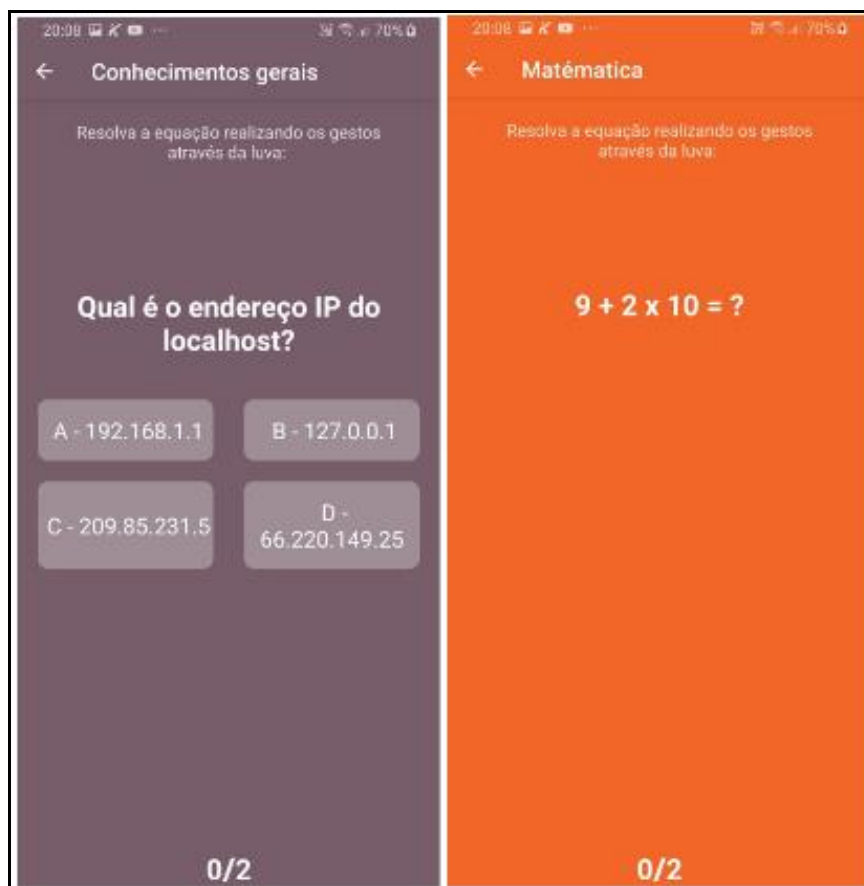 20:08
70%
← Conhecimentos gerais
Resolva a equação realizando os gestos
através da luva:
Qual é o endereço IP do
localhost?
A - 192.168.1.1
B - 127.0.0.1
C - 209.85.231.5
D -
66.220.149.25
0/2
20:08
70%
← Matématica
Resolva a equação realizando os gestos
através da luva:
9 + 2 x 10 = ?
0/2